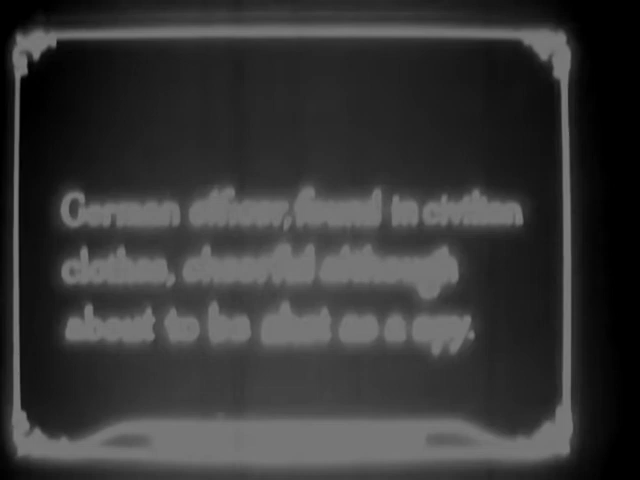 German officer, found in civilian
clothes, cheerful although
about to be shot as a spy.